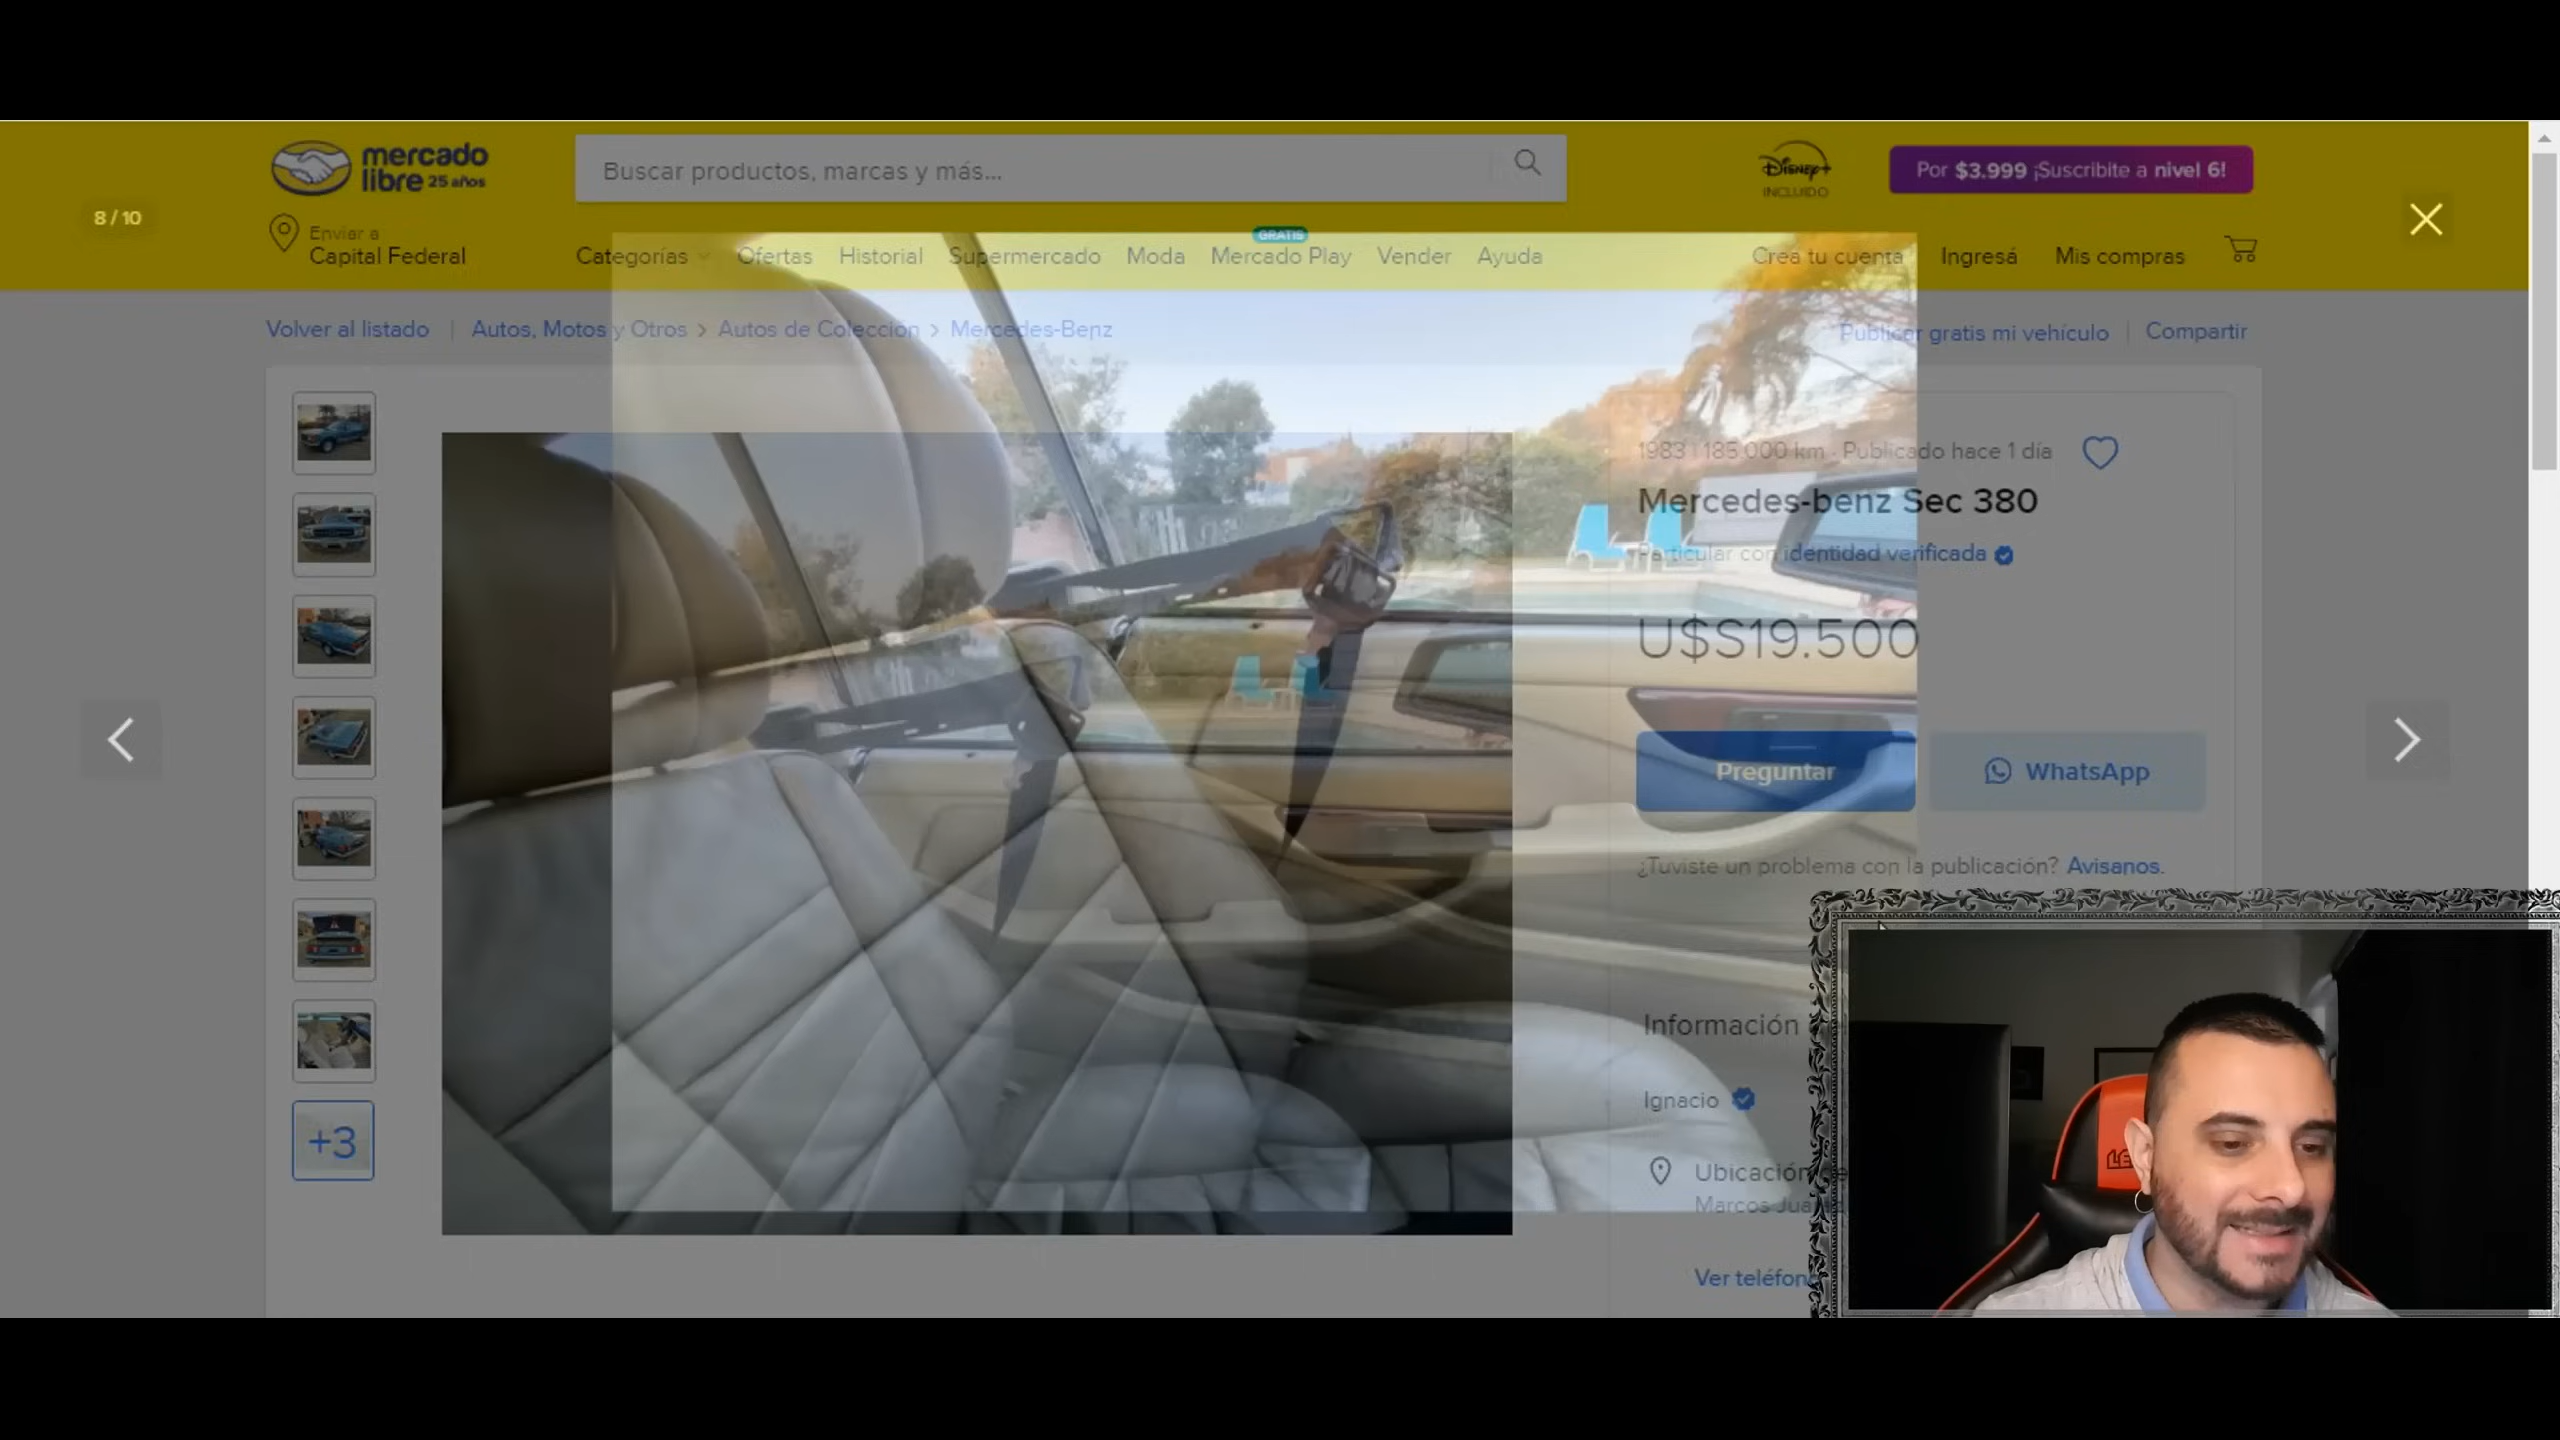 mercado
libre 25 años
Buscar productos, marcas y más...
Disney+
INCLUIDO
Por $3.999 ¡Suscribite a nivel 6!
8 / 10
Enviar a
Capital Federal
Categorías
Ofertas
Historial
Supermercado
Moda
GRATIS
Mercado Play
Vender
Ayuda
Creá tu cuenta
Ingresá
Mis compras
Volver al listado | Autos, Motos y Otros > Autos de Colección > Mercedes-Benz
Publicar gratis mi vehículo | Compartir
1983 | 185.000 km · Publicado hace 1 día
Mercedes-benz Sec 380
Particular con identidad verificada
U$S19.500
Preguntar
WhatsApp
¿Tuviste un problema con la publicación? Avisanos.
Información
Ignacio
Ubicación de
Marcos
Ver teléfono
+3